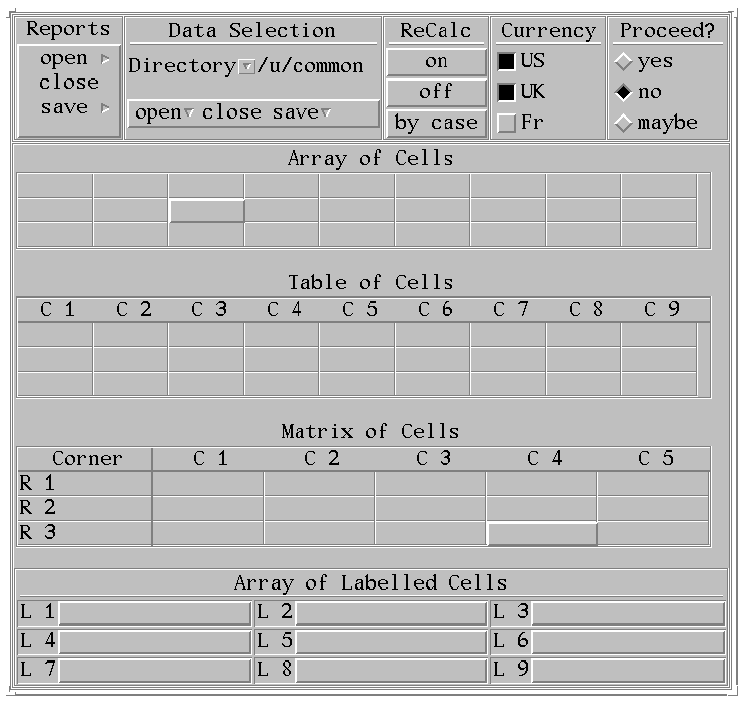 Reports
open
close
save
Data Selection
Directory /u/common
open close save
ReCalc
on
off
by case
Currency
US
UK
Fr
Proceed?
yes
no
maybe
Array of Cells
Table of Cells
C 1 C 2 C 3 C 4 C 5 C 6 C 7 C 8 C 9
Matrix of Cells
Corner C 1 C 2 C 3 C 4 C 5
R 1
R 2
R 3
Array of Labelled Cells
L 1 L 2 L 3
L 4 L 5 L 6
L 7 L 8 L 9